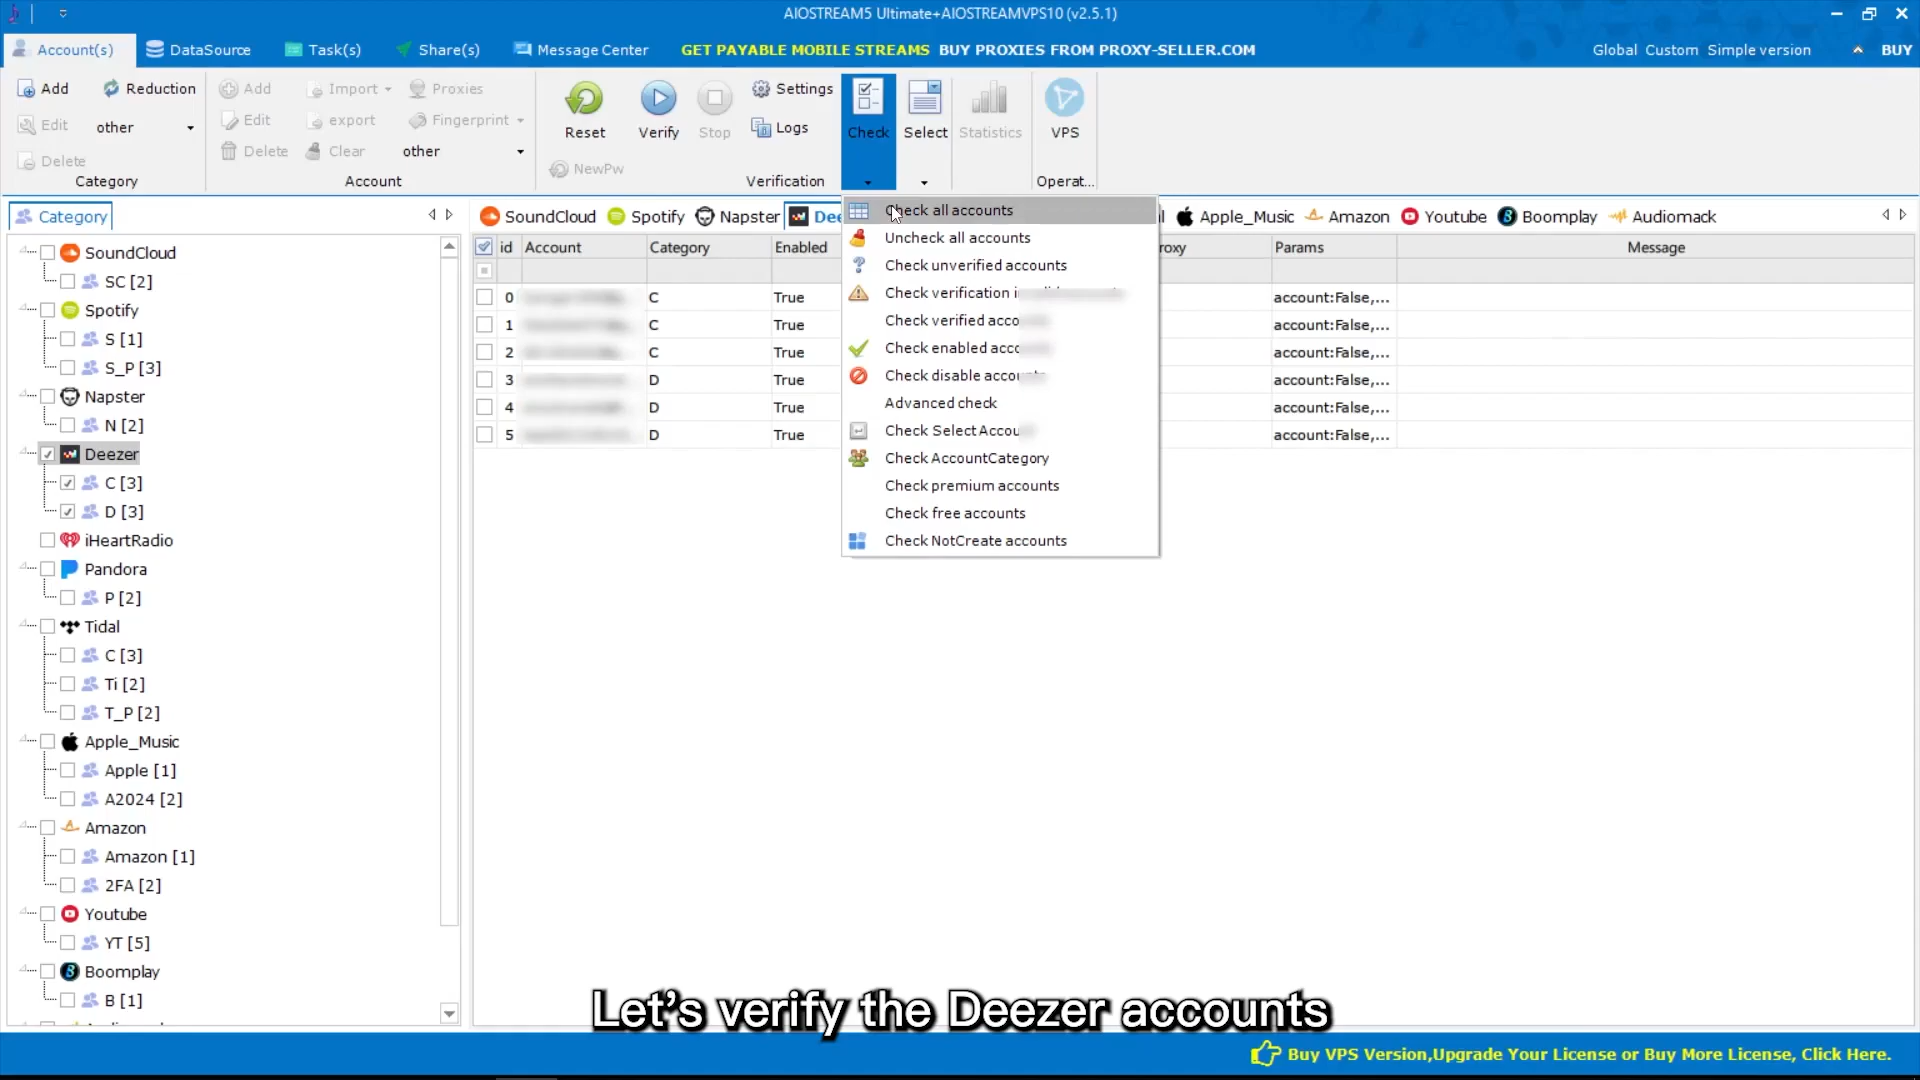 AIOSTREAM5 Ultimate+AIOSTREAMVPS10 (v2.5.1)
Account(s) DataSource Task(s) Share(s) Message Center GET PAYABLE MOBILE STREAMS BUY PROXIES FROM PROXY-SELLER.COM Global Custom Simple version BUY
Add Reduction Add Import Proxies Settings
Edit other Edit export Fingerprint Reset Verify Stop Logs Check Select Statistics VPS
Delete Delete Clear other NewPw
Category Account Verification Operat...
Category
SoundCloud Spotify Napster Dee Apple_Music Amazon Youtube Boomplay Audiomack
id Account Category Enabled roxy Params Message
0 C True account:False,...
1 C True account:False,...
2 C True account:False,...
3 D True account:False,...
4 D True account:False,...
5 D True account:False,...
Check all accounts
Uncheck all accounts
Check unverified accounts
Check verification
Check verified acco
Check enabled acco
Check disable accou
Advanced check
Check Select Accou
Check AccountCategory
Check premium accounts
Check free accounts
Check NotCreate accounts
SoundCloud
SC [2]
Spotify
S [1]
S_P [3]
Napster
N [2]
Deezer
C [3]
D [3]
iHeartRadio
Pandora
P [2]
Tidal
C [3]
Ti [2]
T_P [2]
Apple_Music
Apple [1]
A2024 [2]
Amazon
Amazon [1]
2FA [2]
Youtube
YT [5]
Boomplay
B [1]
Let's verify the Deezer accounts
Buy VPS Version,Upgrade Your License or Buy More License, Click Here.